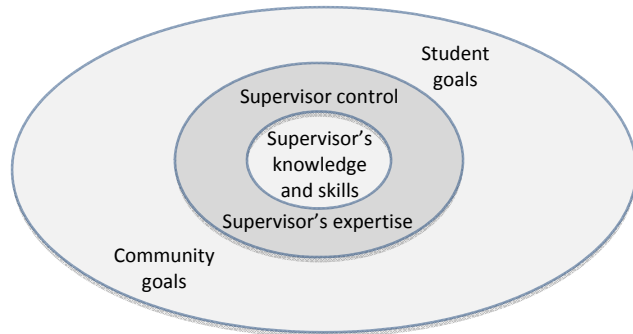 Student
goals
Supervisor control
Supervisor’s
knowledge
and skills
Supervisor’s expertise
Community
goals